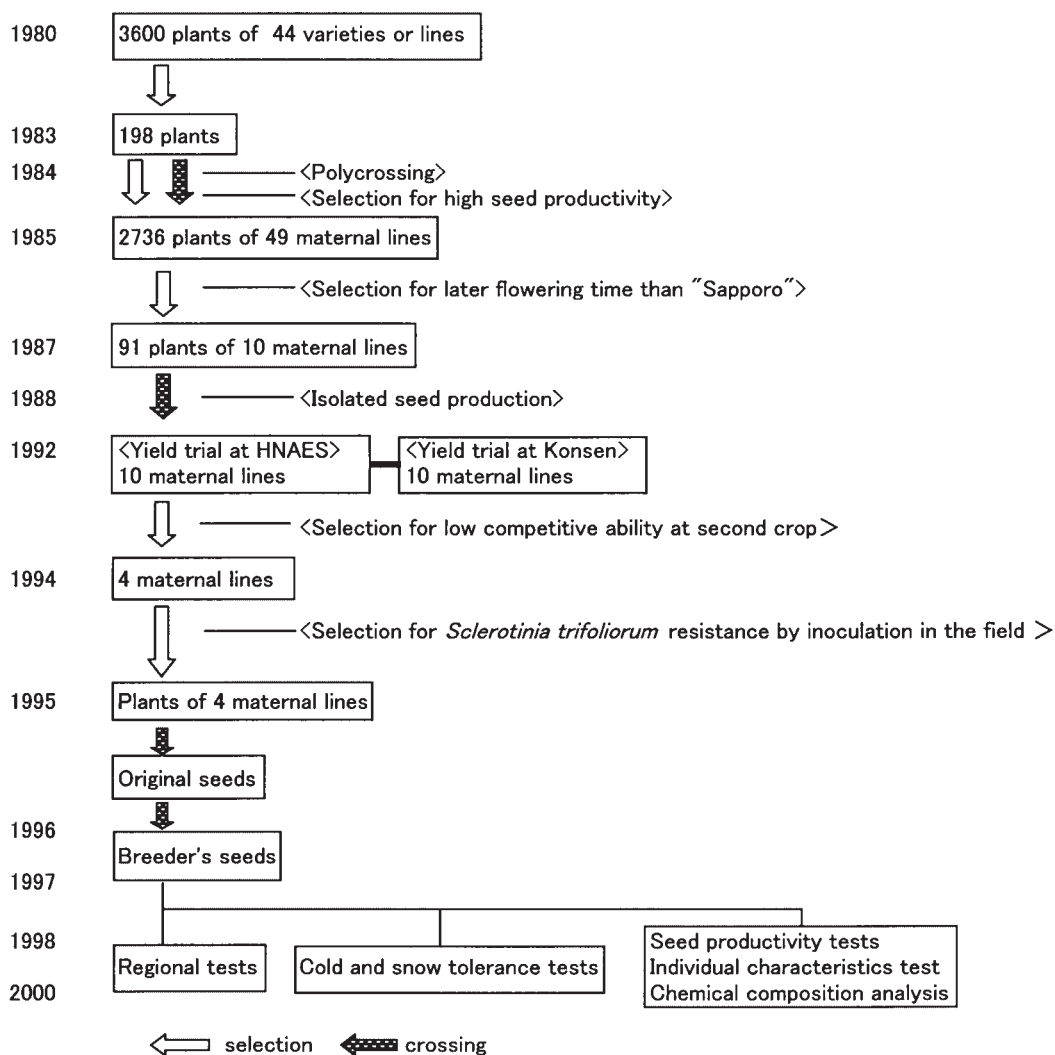 1980
3600 plants of 44 varieties or lines
1983
198 plants
1984
<Polycrossing>
<Selection for high seed productivity>
1985
2736 plants of 49 maternal lines
<Selection for later flowering time than "Sapporo">
1987
91 plants of 10 maternal lines
1988
<Isolated seed production>
1992
<Yield trial at HNAES>
10 maternal lines
<Yield trial at Konsen>
10 maternal lines
<Selection for low competitive ability at second crop >
1994
4 maternal lines
<Selection for Sclerotinia trifoliorum resistance by inoculation in the field >
1995
Plants of 4 maternal lines
Original seeds
1996
Breeder's seeds
1997
1998
Regional tests
Cold and snow tolerance tests
Seed productivity tests
Individual characteristics test
Chemical composition analysis
2000
selection
crossing